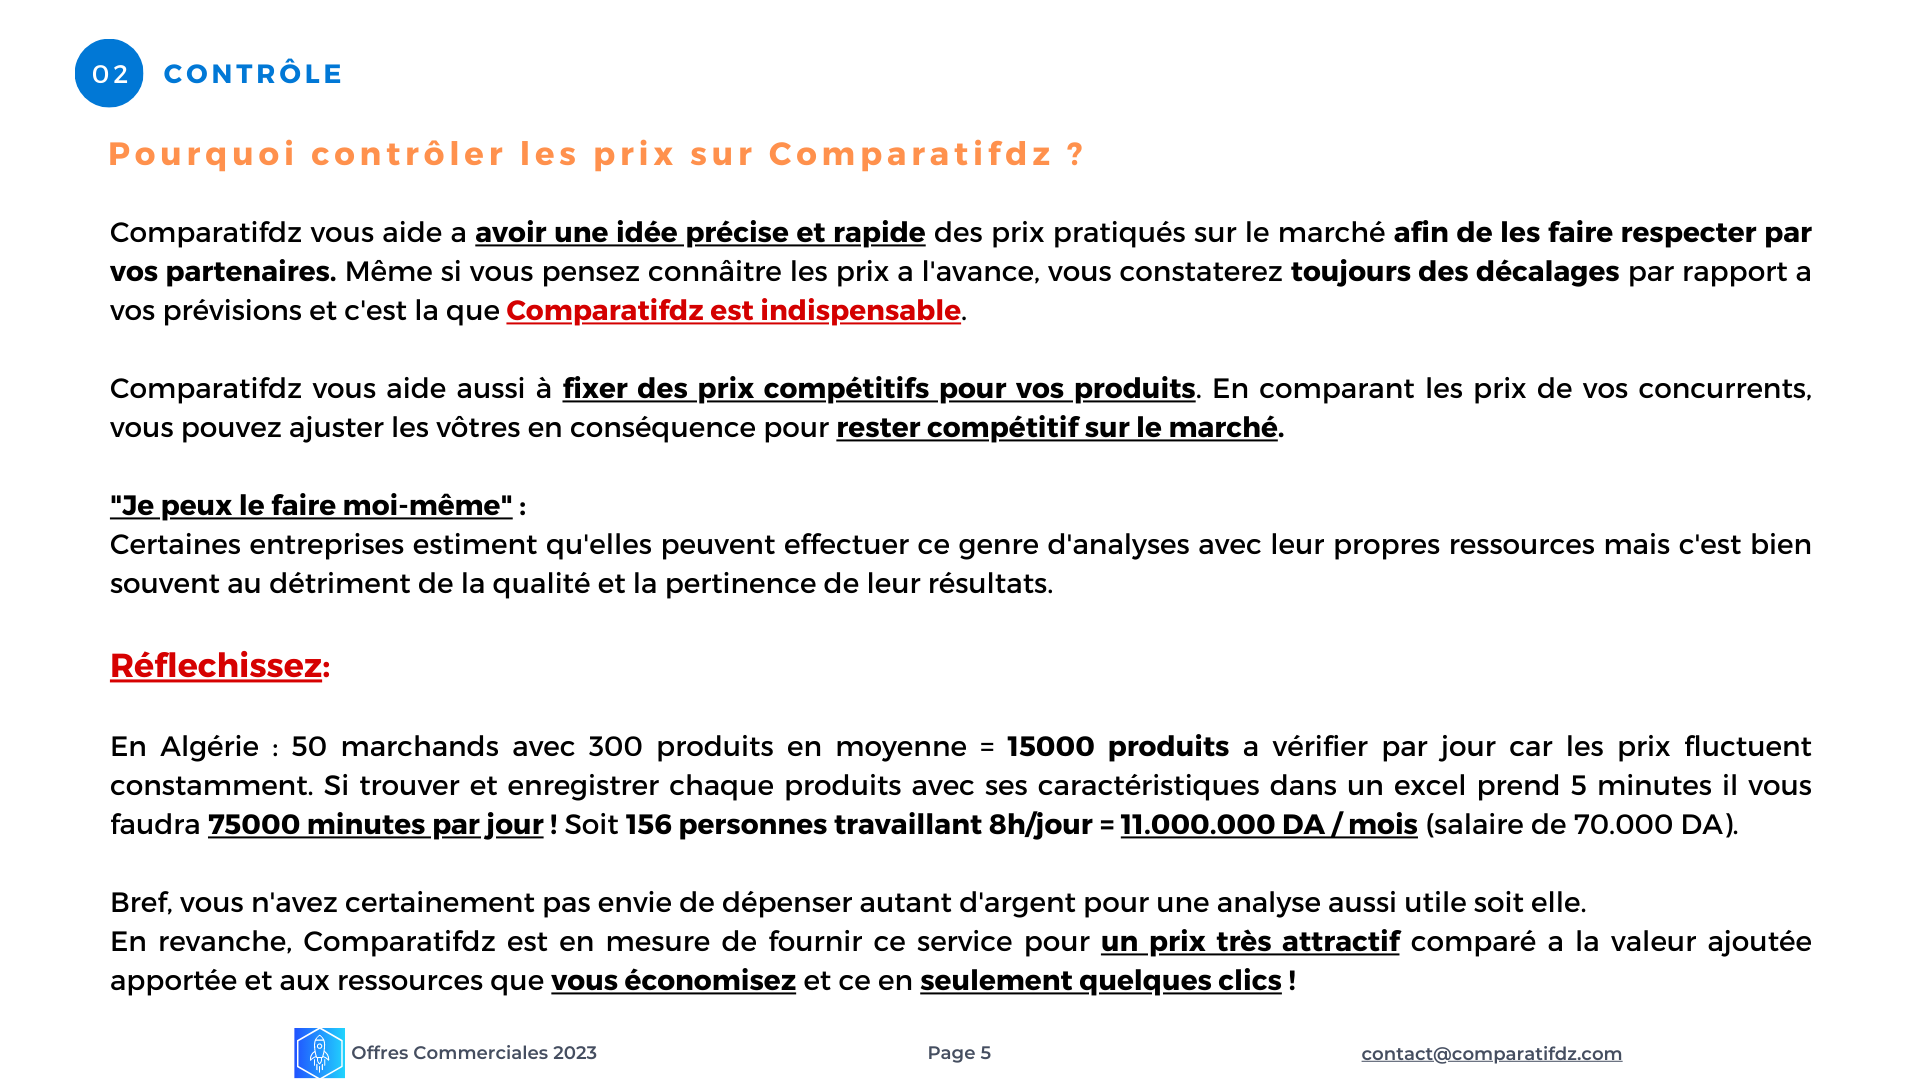 02 CONTRÔLE
Pourquoi contrôler les prix sur Comparatifdz ?
Comparatifdz vous aide a avoir une idée précise et rapide des prix pratiqués sur le marché afin de les faire respecter par
vos partenaires. Même si vous pensez connâitre les prix a l'avance, vous constaterez toujours des décalages par rapport a
vos prévisions et c'est la que Comparatifdz est indispensable.
Comparatifdz vous aide aussi à fixer des prix compétitifs pour vos produits. En comparant les prix de vos concurrents,
vous pouvez ajuster les vôtres en conséquence pour rester compétitif sur le marché.
"Je peux le faire moi-même" :
Certaines entreprises estiment qu'elles peuvent effectuer ce genre d'analyses avec leur propres ressources mais c'est bien
souvent au détriment de la qualité et la pertinence de leur résultats.
Réflechissez:
En Algérie : 50 marchands avec 300 produits en moyenne = 15000 produits a vérifier par jour car les prix fluctuent
constamment. Si trouver et enregistrer chaque produits avec ses caractéristiques dans un excel prend 5 minutes il vous
faudra 75000 minutes par jour ! Soit 156 personnes travaillant 8h/jour = 11.000.000 DA / mois (salaire de 70.000 DA).
Bref, vous n'avez certainement pas envie de dépenser autant d'argent pour une analyse aussi utile soit elle.
En revanche, Comparatifdz est en mesure de fournir ce service pour un prix très attractif comparé a la valeur ajoutée
apportée et aux ressources que vous économisez et ce en seulement quelques clics !
Offres Commerciales 2023
Page 5
contact@comparatifdz.com